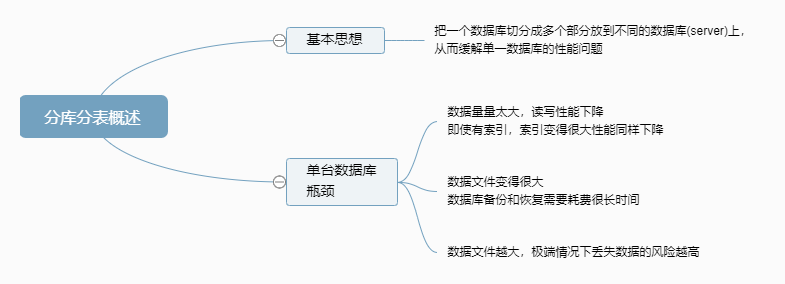 分库分表概述
基本思想
把一个数据库切分成多个部分放到不同的数据库(server)上，
从而缓解单一数据库的性能问题
单台数据库
瓶颈
数据量量太大，读写性能下降
即使有索引，索引变得很大性能同样下降
数据文件变得很大
数据库备份和恢复需要耗费很长时间
数据文件越大，极端情况下丢失数据的风险越高